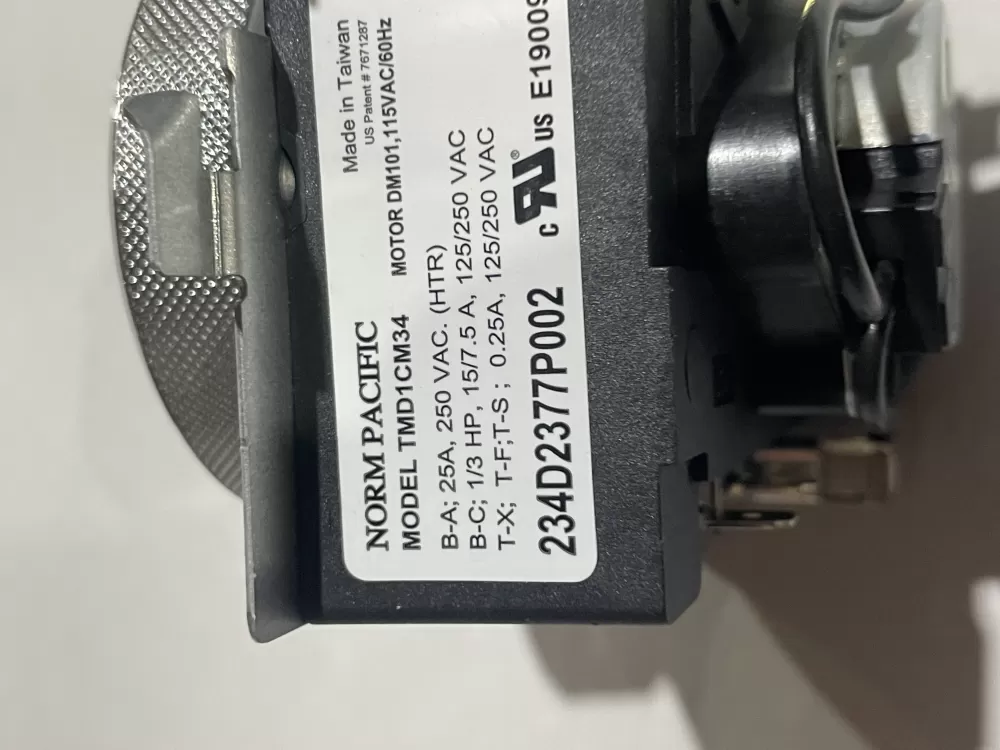 NORM PACIFIC
Made in Taiwan
US Patent # 7671287
MODEL TMD1CM34 MOTOR DM101,115VAC/60Hz
B-A; 25A, 250 VAC. (HTR)
B-C; 1/3 HP, 15/7.5 A, 125/250 VAC
T-X; T-F;T-S ; 0.25A, 125/250 VAC
234D2377P002
c RU ® US E19009